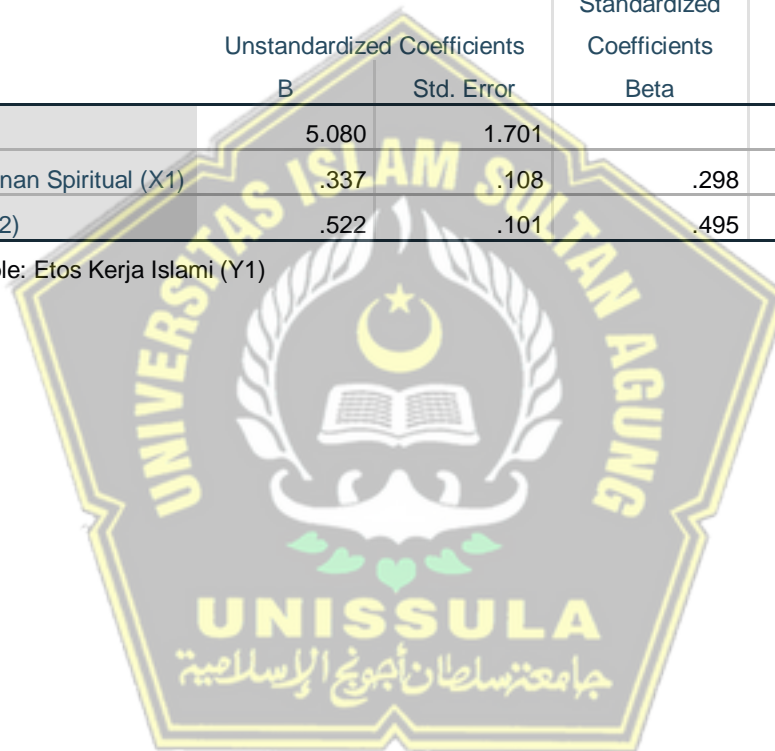 Standardized
Unstandardized Coefficients Coefficients
B Std. Error Beta
5.080 1.701
nan Spiritual (X1) .337 .108 .298
2) .522 .101 .495
le: Etos Kerja Islami (Y1)
UNIVERSITAS ISLAM SULTAN AGUNG
UNISSULA
جامعة سلطان أجونج الإسلامية